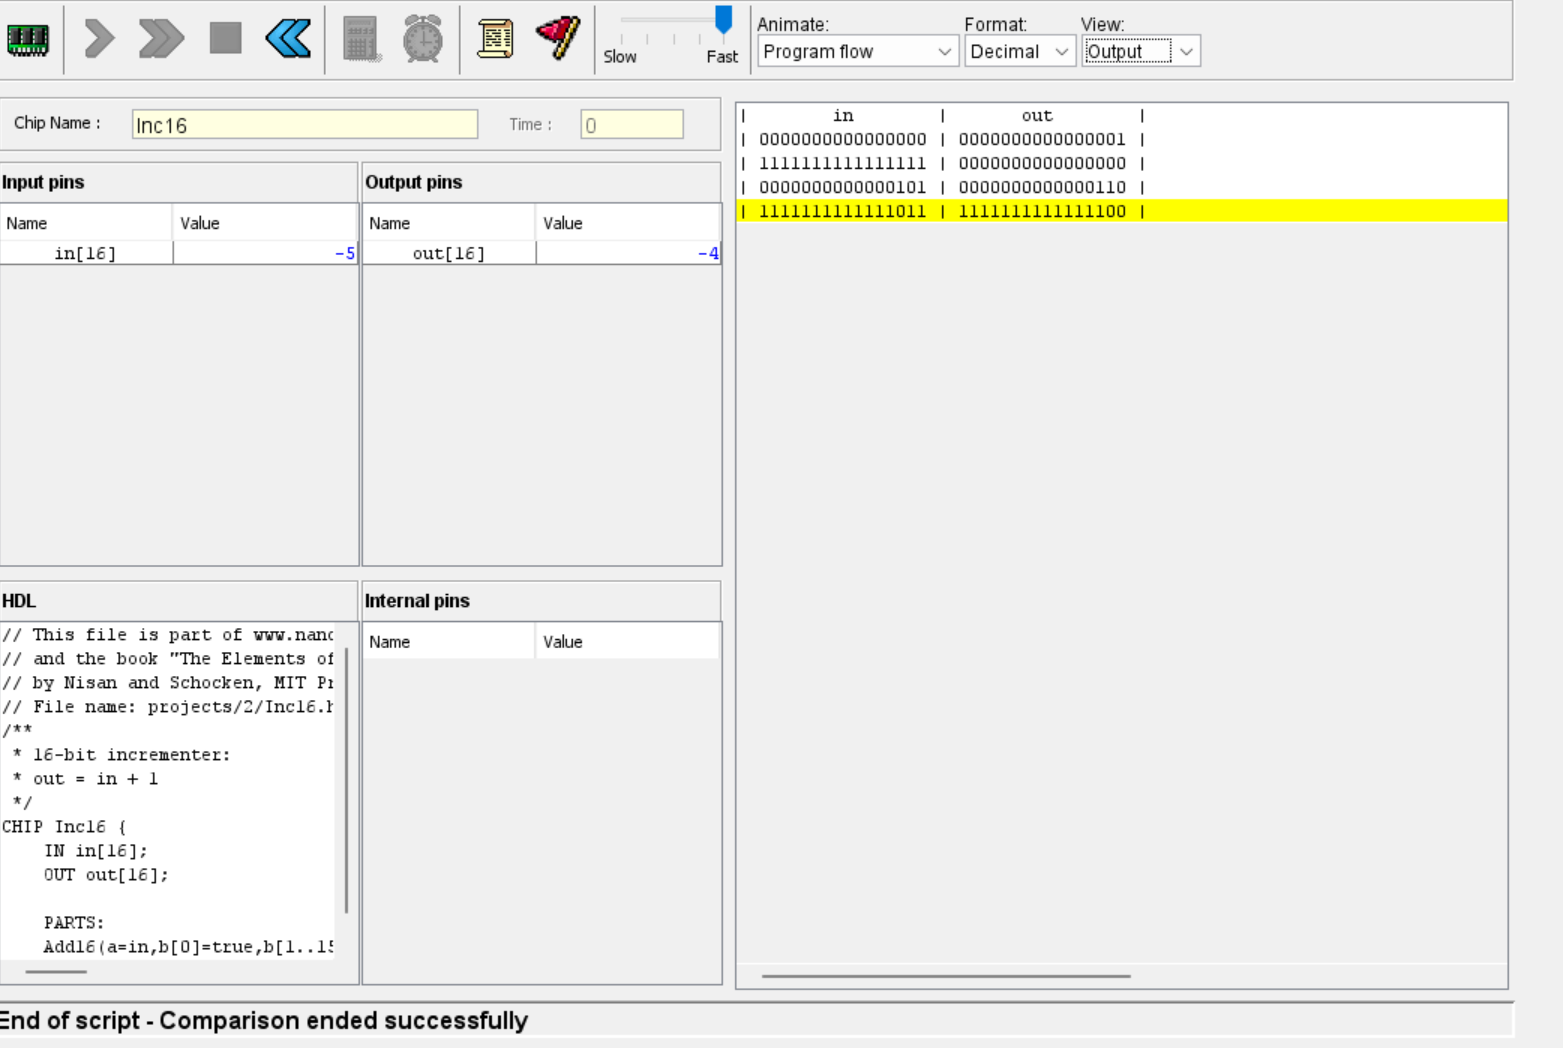 Animate: Format: View:
Slow Fast Program flow Decimal Output
Chip Name : Inc16 Time : 0
Input pins
Name Value
in[16] -5
Output pins
Name Value
out[16] -4
HDL
// This file is part of www.nand
// and the book "The Elements of
// by Nisan and Schocken, MIT Pr
// File name: projects/2/Inc16.h
/**
* 16-bit incrementer:
* out = in + 1
*/
CHIP Inc16 {
IN in[16];
OUT out[16];
PARTS:
Add16(a=in,b[0]=true,b[1..15
Internal pins
Name Value
| in | out |
| 0000000000000000 | 0000000000000001 |
| 1111111111111111 | 0000000000000000 |
| 0000000000000101 | 0000000000000110 |
| 1111111111111011 | 1111111111111100 |
End of script - Comparison ended successfully